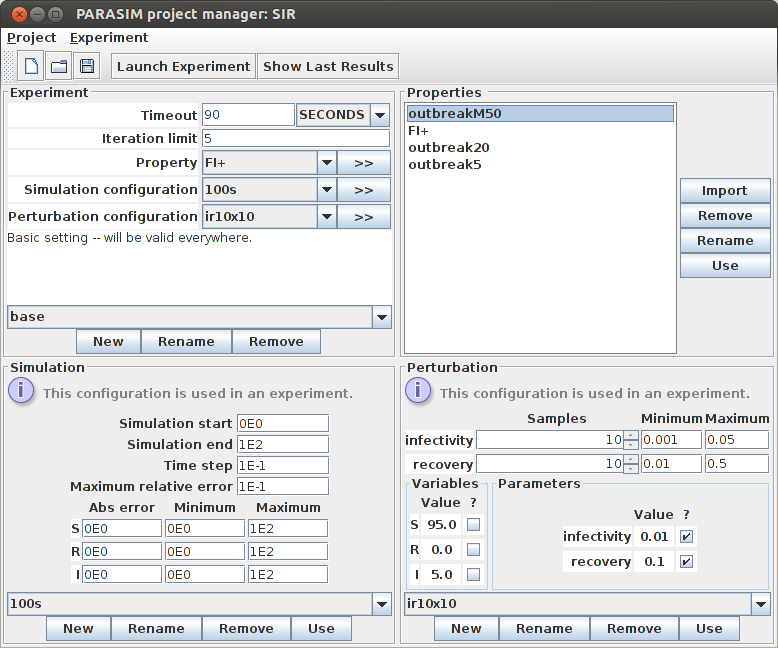 PARASIM project manager: SIR
Project Experiment
Launch Experiment Show Last Results
Experiment
Timeout 90 SECONDS
Iteration limit 5
Property FI+ >>
Simulation configuration 100s >>
Perturbation configuration ir10x10 >>
Basic setting -- will be valid everywhere.
base
New Rename Remove
Properties
outbreakM50
FI+
outbreak20
outbreak5
Import
Remove
Rename
Use
Simulation
i This configuration is used in an experiment.
Simulation start 0E0
Simulation end 1E2
Time step 1E-1
Maximum relative error 1E-1
Abs error Minimum Maximum
S 0E0 0E0 1E2
R 0E0 0E0 1E2
I 0E0 0E0 1E2
100s
New Rename Remove Use
Perturbation
i This configuration is used in an experiment.
Samples Minimum Maximum
infectivity 10 0.001 0.05
recovery 10 0.01 0.5
Variables
Value ?
S 95.0
R 0.0
I 5.0
Parameters
Value ?
infectivity 0.01
recovery 0.1
ir10x10
New Rename Remove Use